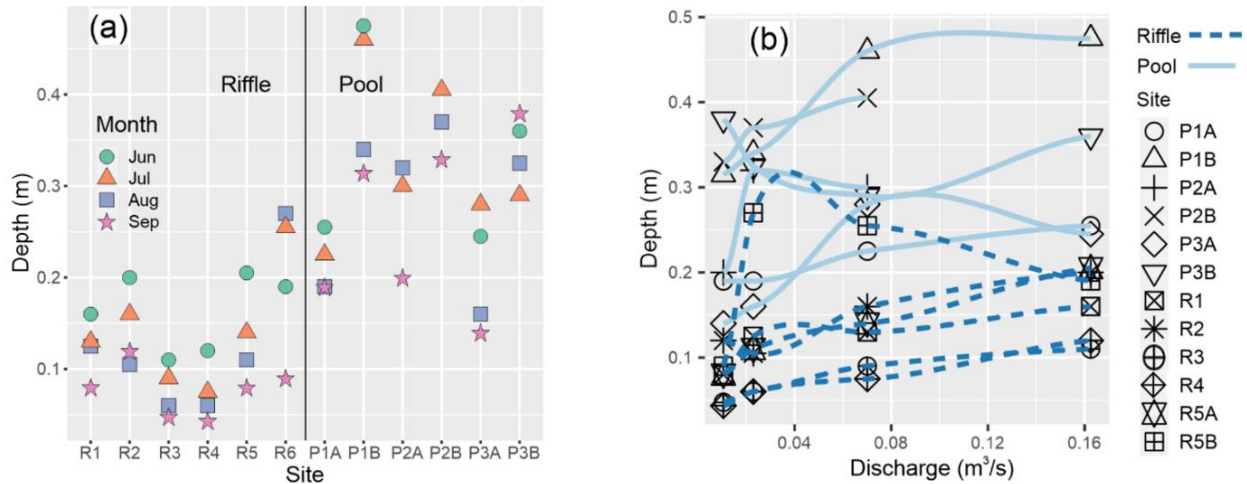 (a)
Riffle Pool
Month
Jun
Jul
Aug
Sep
0.4
0.3
0.2
0.1
Depth (m)
R1 R2 R3 R4 R5 R6 P1A P1B P2A P2B P3A P3B
Site
(b)
0.5
0.4
0.3
0.2
0.1
Depth (m)
0.04 0.08 0.12 0.16
Discharge (m³/s)
Riffle
Pool
Site
P1A
P1B
P2A
P2B
P3A
P3B
R1
R2
R3
R4
R5A
R5B